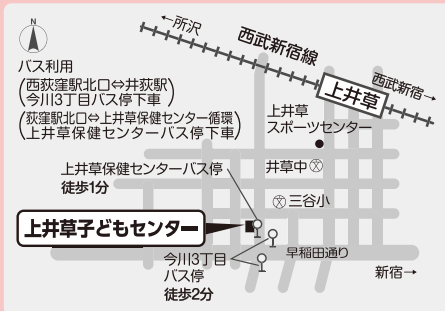 N
←所沢
西武新宿線
西武新宿→
上井草
バス利用
(西荻窪駅北口⇔井荻駅)
(今川3丁目バス停下車)
(荻窪駅北口⇔上井草保健センター循環)
(上井草保健センターバス停下車)
上井草
スポーツセンター
井草中 文
上井草保健センターバス停
徒歩1分
文 三谷小
上井草子どもセンター
今川3丁目
バス停
徒歩2分
早稲田通り
新宿→